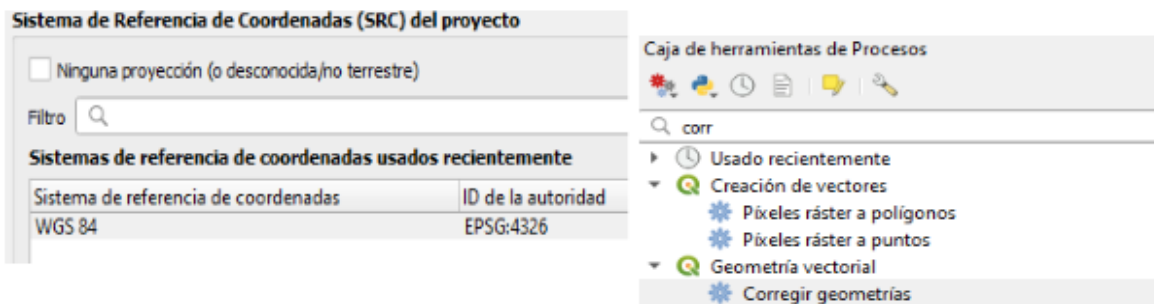 Sistema de Referencia de Coordenadas (SRC) del proyecto
Ninguna proyección (o desconocida/no terrestre)
Filtro
Sistemas de referencia de coordenadas usados recientemente
Sistema de referencia de coordenadas ID de la autoridad
WGS 84 EPSG:4326
Caja de herramientas de Procesos
corr
Usado recientemente
Creación de vectores
Píxeles ráster a polígonos
Píxeles ráster a puntos
Geometría vectorial
Corregir geometrías